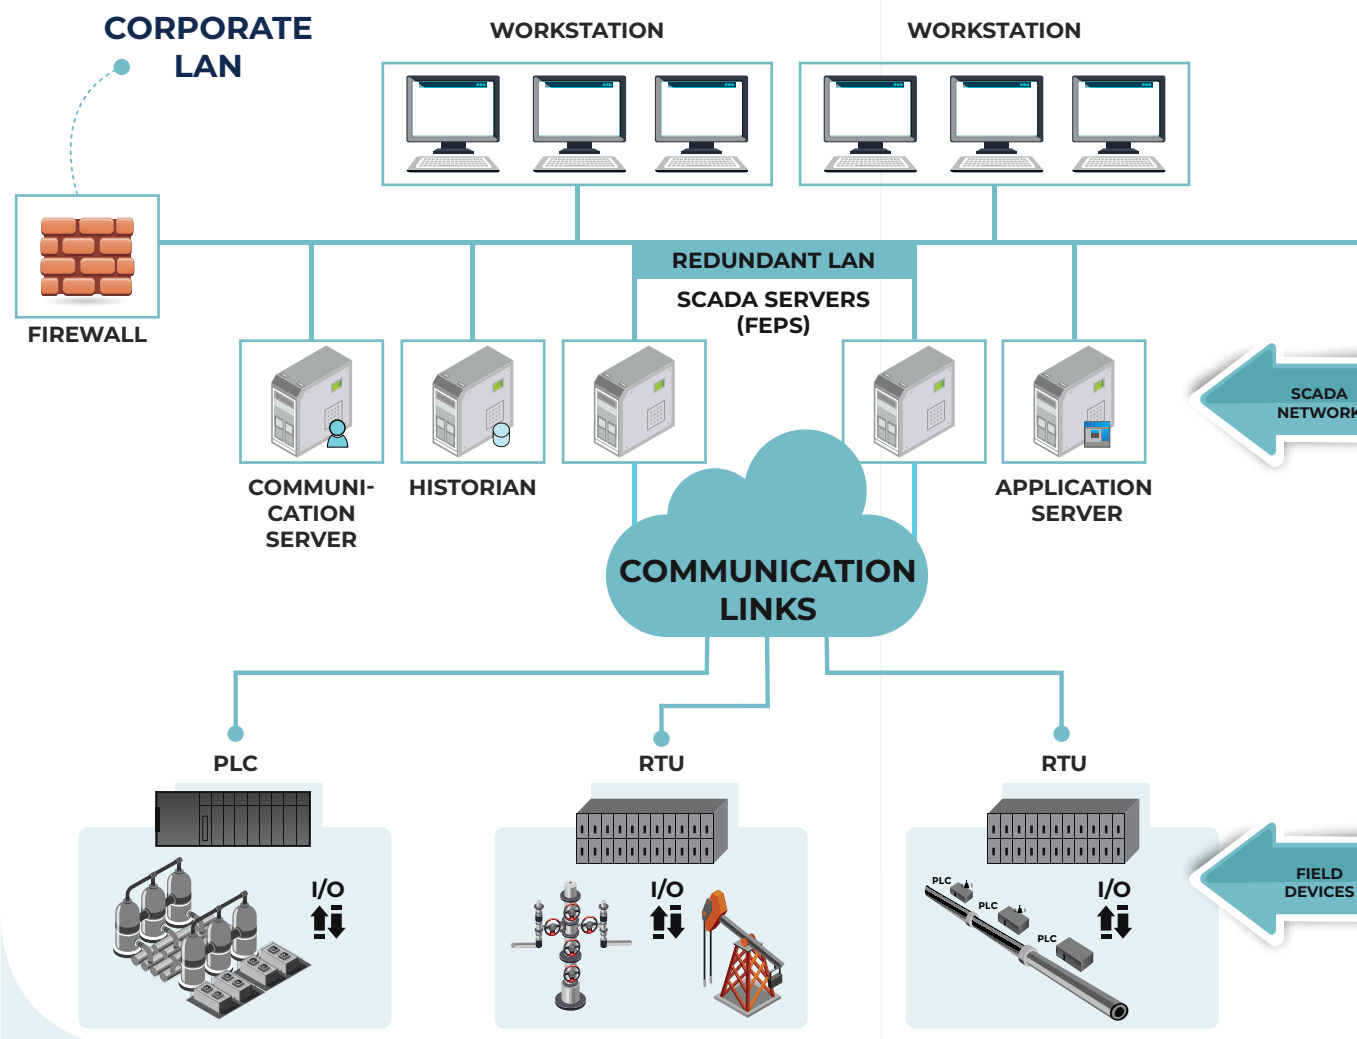 CORPORATE
LAN
WORKSTATION
WORKSTATION
FIREWALL
REDUNDANT LAN
SCADA SERVERS
(FEPS)
COMMUNI-
CATION
SERVER
HISTORIAN
APPLICATION
SERVER
SCADA
NETWORK
COMMUNICATION
LINKS
PLC
RTU
RTU
I/O
I/O
PLC
PLC
PLC
I/O
FIELD
DEVICES